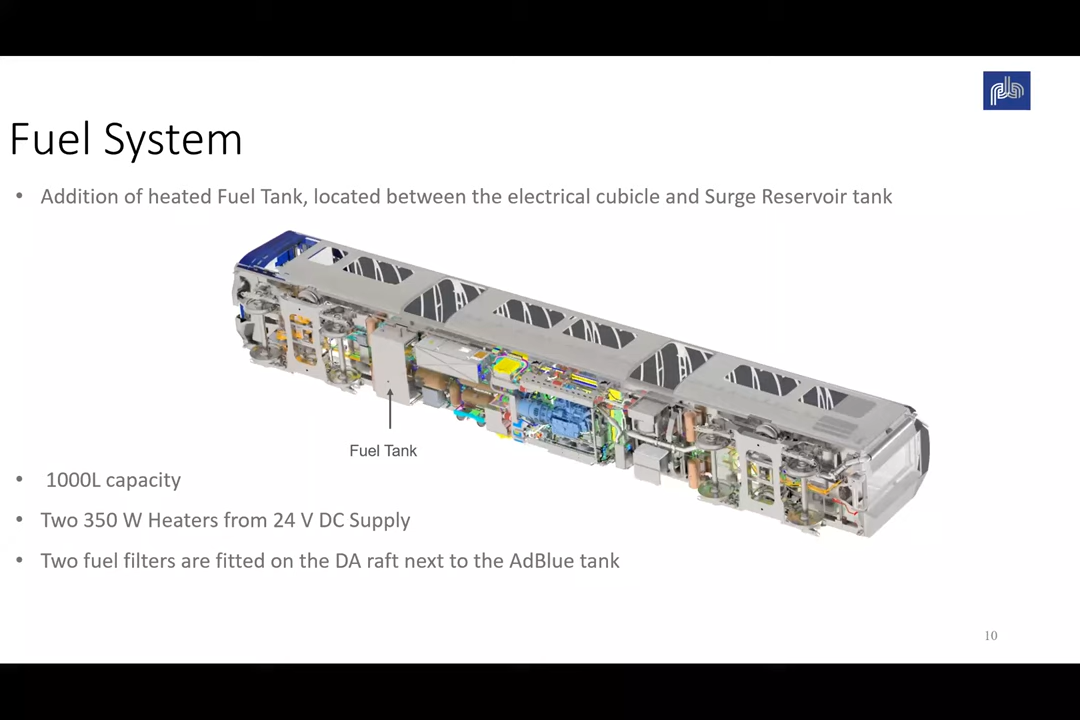 Fuel System
• Addition of heated Fuel Tank, located between the electrical cubicle and Surge Reservoir tank
Fuel Tank
• 1000L capacity
• Two 350 W Heaters from 24 V DC Supply
• Two fuel filters are fitted on the DA raft next to the AdBlue tank
10